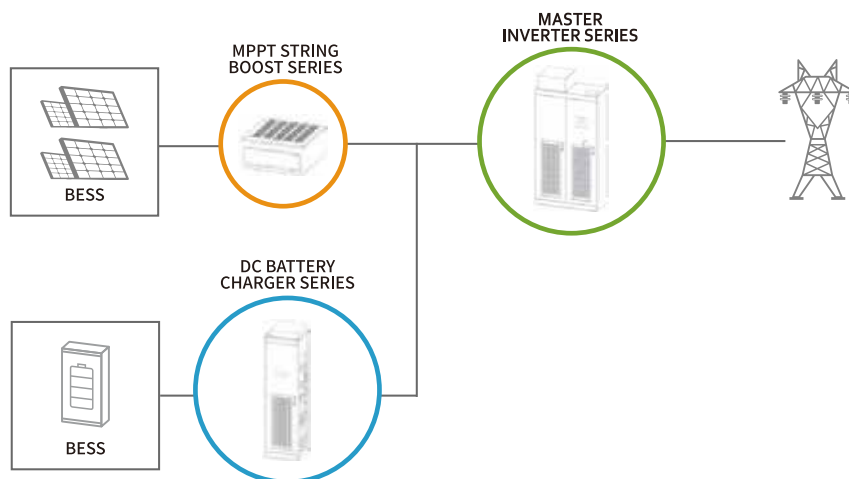 MASTER
INVERTER SERIES
MPPT STRING
BOOST SERIES
BESS
DC BATTERY
CHARGER SERIES
BESS